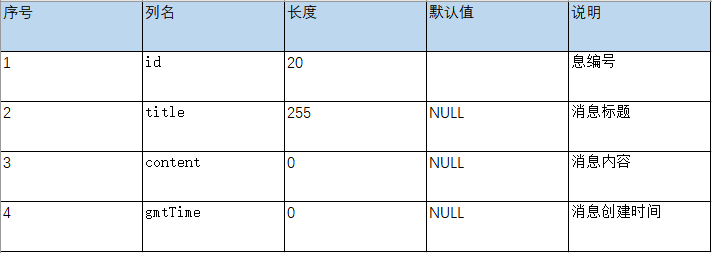 序号 列名 长度 默认值 说明
1 id 20 息编号
2 title 255 NULL 消息标题
3 content 0 NULL 消息内容
4 gmtTime 0 NULL 消息创建时间